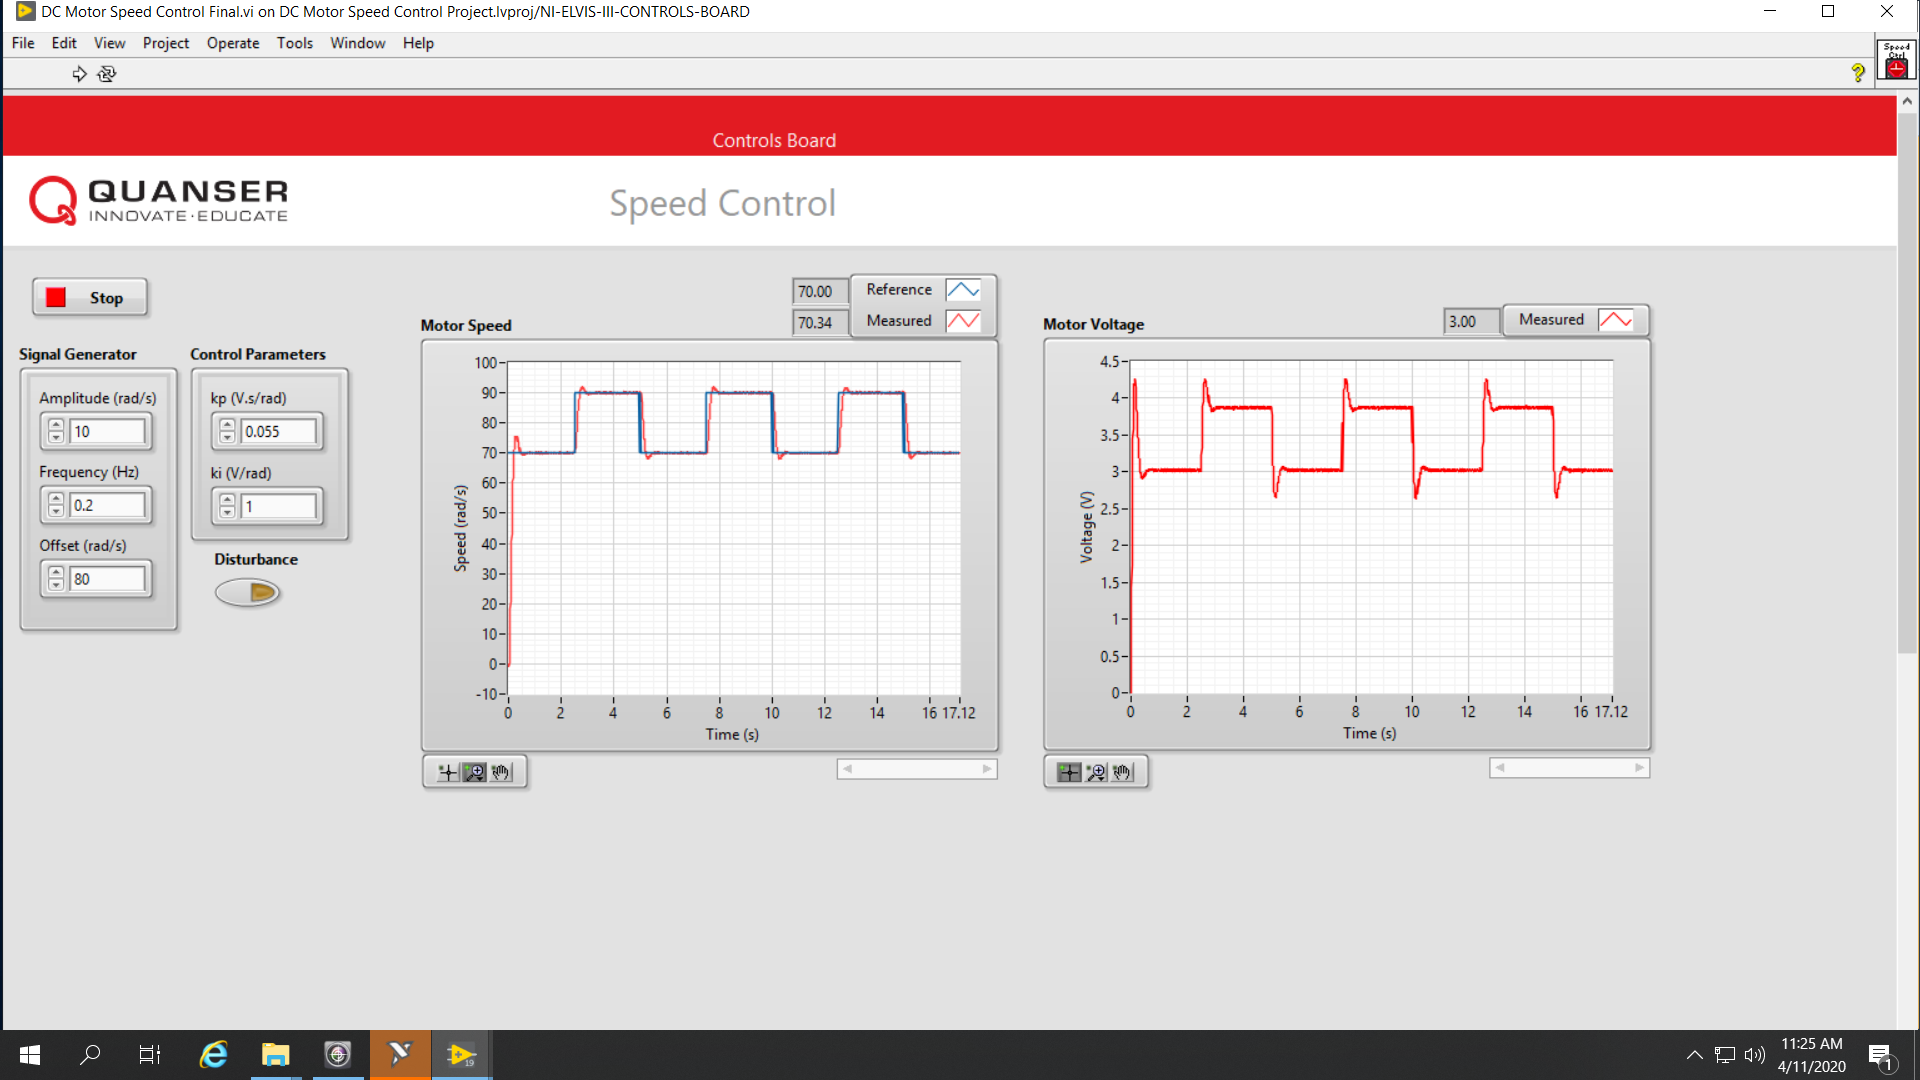 DC Motor Speed Control Final.vi on DC Motor Speed Control Project.lvproj/NI-ELVIS-III-CONTROLS-BOARD
File Edit View Project Operate Tools Window Help
?
Speed
Ctrl
Controls Board
QUANSER
INNOVATE·EDUCATE
Speed Control
Stop
Signal Generator
Amplitude (rad/s)
10
Frequency (Hz)
0.2
Offset (rad/s)
80
Control Parameters
kp (V.s/rad)
0.055
ki (V/rad)
1
Disturbance
Motor Speed
70.00 Reference
70.34 Measured
100
90
80
70
60
50
40
30
20
10
0
-10
Speed (rad/s)
0 2 4 6 8 10 12 14 16 17.12
Time (s)
Motor Voltage
3.00 Measured
4.5
4
3.5
3
2.5
2
1.5
1
0.5
0
Voltage (V)
0 2 4 6 8 10 12 14 16 17.12
Time (s)
19
11:25 AM
4/11/2020
1